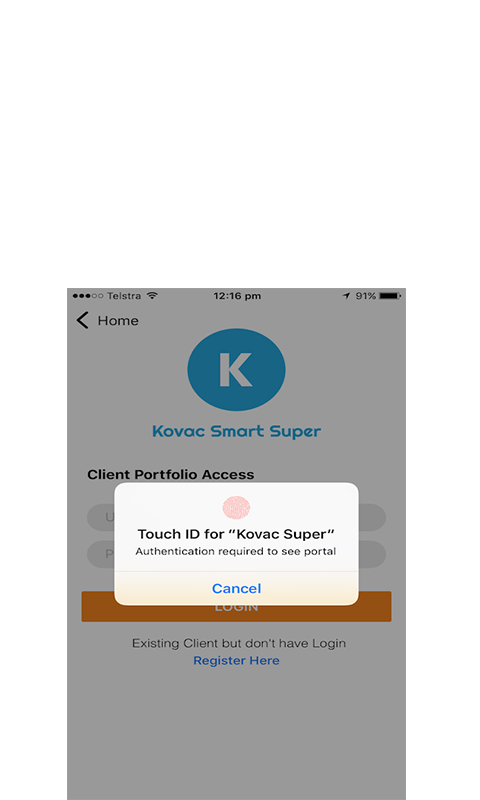 Telstra 12:16 pm 91%
Home
K
Kovac Smart Super
Client Portfolio Access
U
P
Touch ID for “Kovac Super”
Authentication required to see portal
Cancel
LOGIN
Existing Client but don't have Login
Register Here